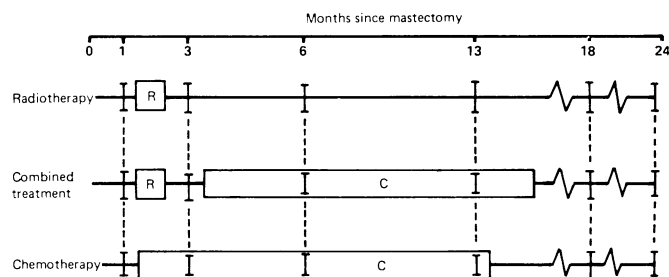 Months since mastectomy
0 1 3 6 13 18 24
Radiotherapy R
Combined
treatment R C
Chemotherapy C